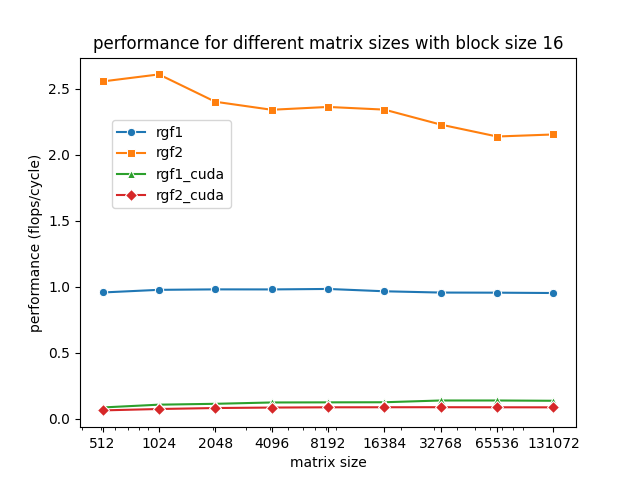 performance for different matrix sizes with block size 16
performance (flops/cycle)
2.5
2.0
1.5
1.0
0.5
0.0
rgf1
rgf2
rgf1_cuda
rgf2_cuda
512 1024 2048 4096 8192 16384 32768 65536 131072
matrix size